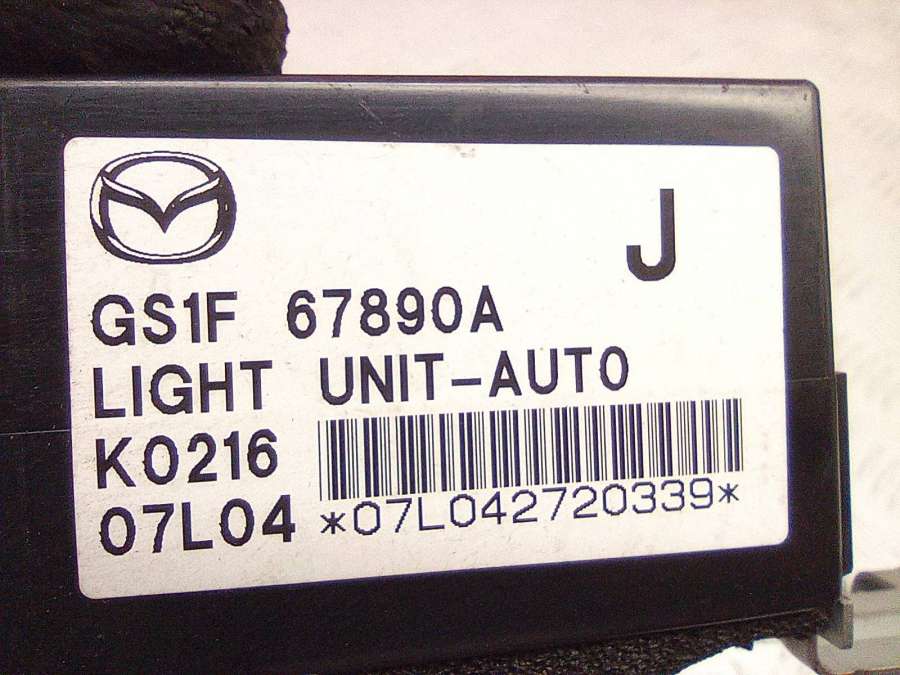 J
GS1F 67890A
LIGHT UNIT-AUTO
K0216
07L04
*07L042720339*